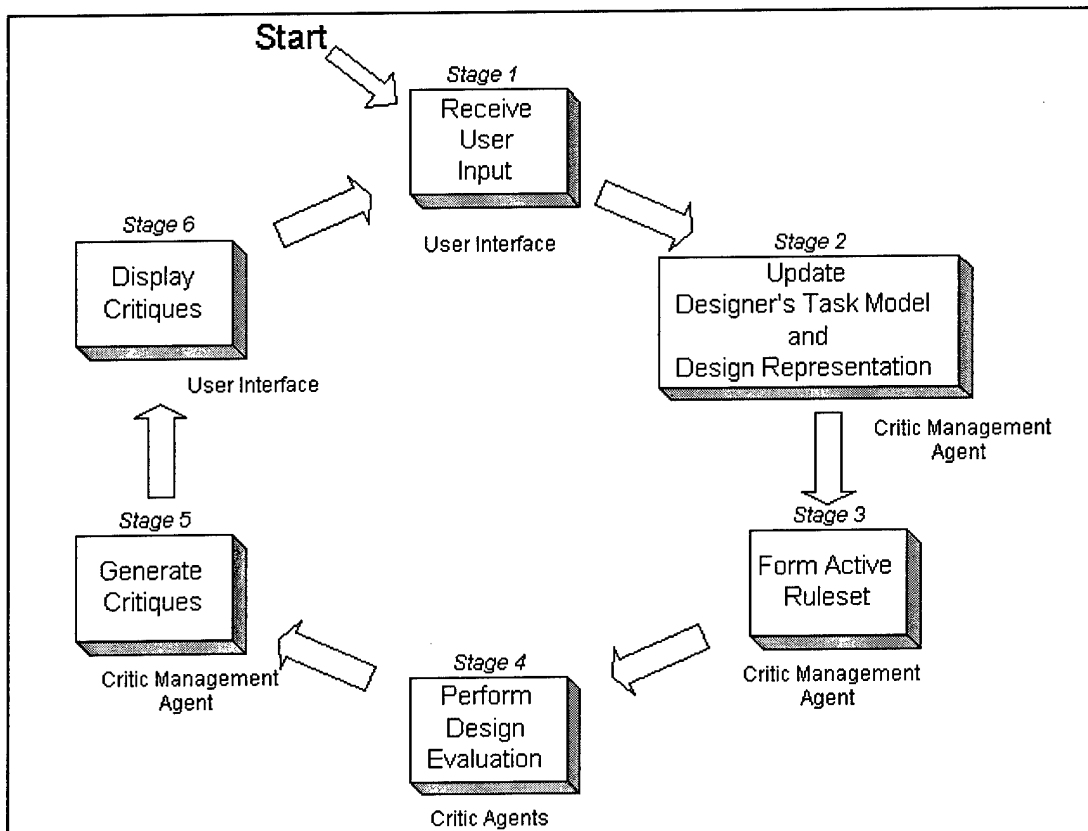 Start
Stage 1
Receive
User
Input
User Interface
Stage 2
Update
Designer's Task Model
and
Design Representation
Critic Management
Agent
Stage 3
Form Active
Ruleset
Critic Management
Agent
Stage 4
Perform
Design
Evaluation
Critic Agents
Stage 5
Generate
Critiques
Critic Management
Agent
Stage 6
Display
Critiques
User Interface